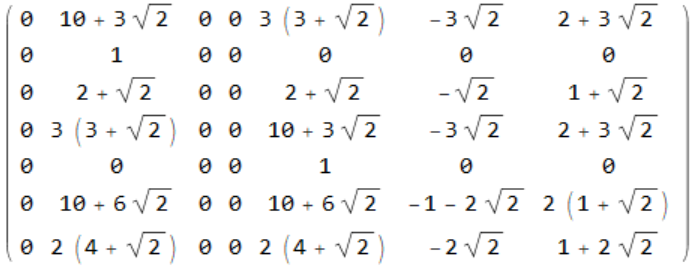 0 10 + 3 √2 0 0 3 (3 + √2) -3 √2 2 + 3 √2
0 1 0 0 0 0 0
0 2 + √2 0 0 2 + √2 -√2 1 + √2
0 3 (3 + √2) 0 0 10 + 3 √2 -3 √2 2 + 3 √2
0 0 0 0 1 0 0
0 10 + 6 √2 0 0 10 + 6 √2 -1 - 2 √2 2 (1 + √2)
0 2 (4 + √2) 0 0 2 (4 + √2) -2 √2 1 + 2 √2